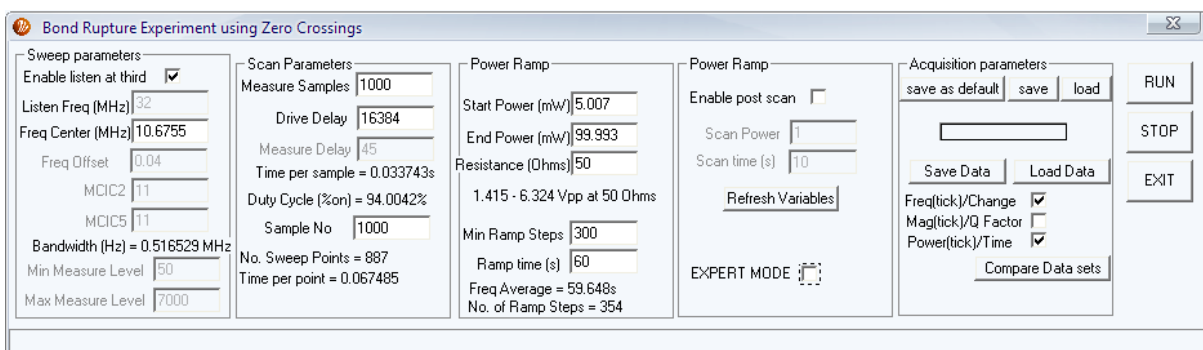 Bond Rupture Experiment using Zero Crossings
Sweep parameters
Enable listen at third
Listen Freq (MHz) 32
Freq Center (MHz) 10.6755
Freq Offset 0.04
MCIC2 11
MCIC5 11
Bandwidth (Hz) = 0.516529 MHz
Min Measure Level 50
Max Measure Level 7000
Scan Parameters
Measure Samples 1000
Drive Delay 16384
Measure Delay 45
Time per sample = 0.033743s
Duty Cycle (%on) = 94.0042%
Sample No 1000
No. Sweep Points = 887
Time per point = 0.067485
Power Ramp
Start Power (mW) 5.007
End Power (mW) 99.993
Resistance (Ohms) 50
1.415 - 6.324 Vpp at 50 Ohms
Min Ramp Steps 300
Ramp time (s) 60
Freq Average = 59.648s
No. of Ramp Steps = 354
Power Ramp
Enable post scan
Scan Power 1
Scan time (s) 10
Refresh Variables
EXPERT MODE
Acquisition parameters
save as default save load
Save Data Load Data
Freq(tick)/Change
Mag(tick)/Q Factor
Power(tick)/Time
Compare Data sets
RUN
STOP
EXIT